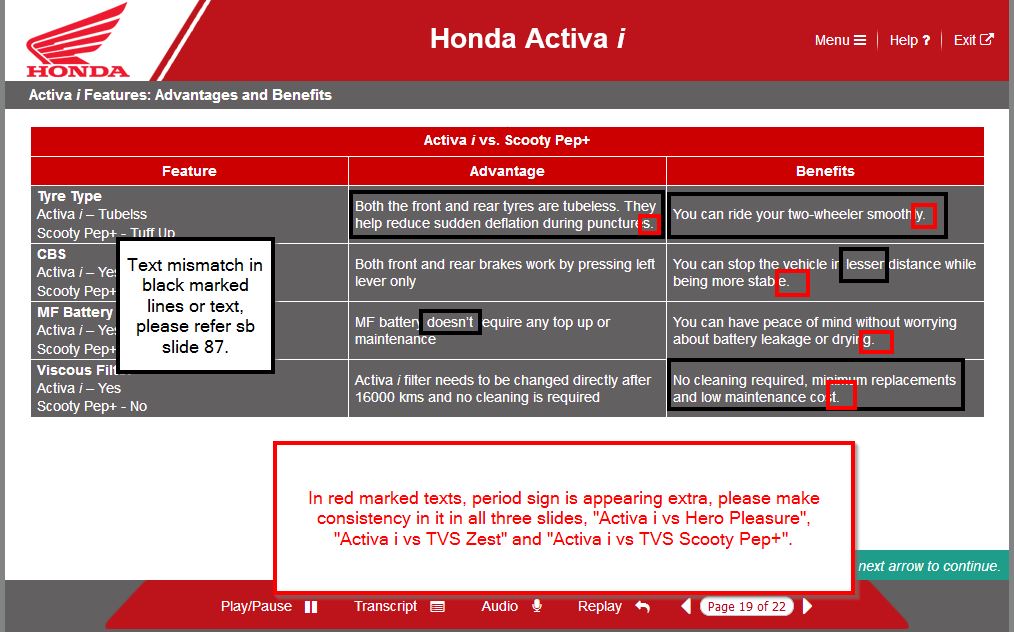 HONDA
Honda Activa i
Menu
Help ?
Exit
Activa i Features: Advantages and Benefits
Activa i vs. Scooty Pep+
Feature
Advantage
Benefits
Tyre Type
Activa i – Tubelss
Scooty Pep+ - Tuff Up
Both the front and rear tyres are tubeless. They
help reduce sudden deflation during punctures.
You can ride your two-wheeler smoothly.
CBS
Activa i – Yes
Scooty Pep+
Both front and rear brakes work by pressing left
lever only
You can stop the vehicle in lesser distance while
being more stable.
MF Battery
Activa i – Yes
Scooty Pep+
MF battery doesn't require any top up or
maintenance
You can have peace of mind without worrying
about battery leakage or drying.
Viscous Filter
Activa i – Yes
Scooty Pep+ - No
Activa i filter needs to be changed directly after
16000 kms and no cleaning is required
No cleaning required, minimum replacements
and low maintenance cost.
Text mismatch in
black marked
lines or text,
please refer sb
slide 87.
In red marked texts, period sign is appearing extra, please make
consistency in it in all three slides, "Activa i vs Hero Pleasure",
"Activa i vs TVS Zest" and "Activa i vs TVS Scooty Pep+".
next arrow to continue.
Play/Pause
Transcript
Audio
Replay
Page 19 of 22